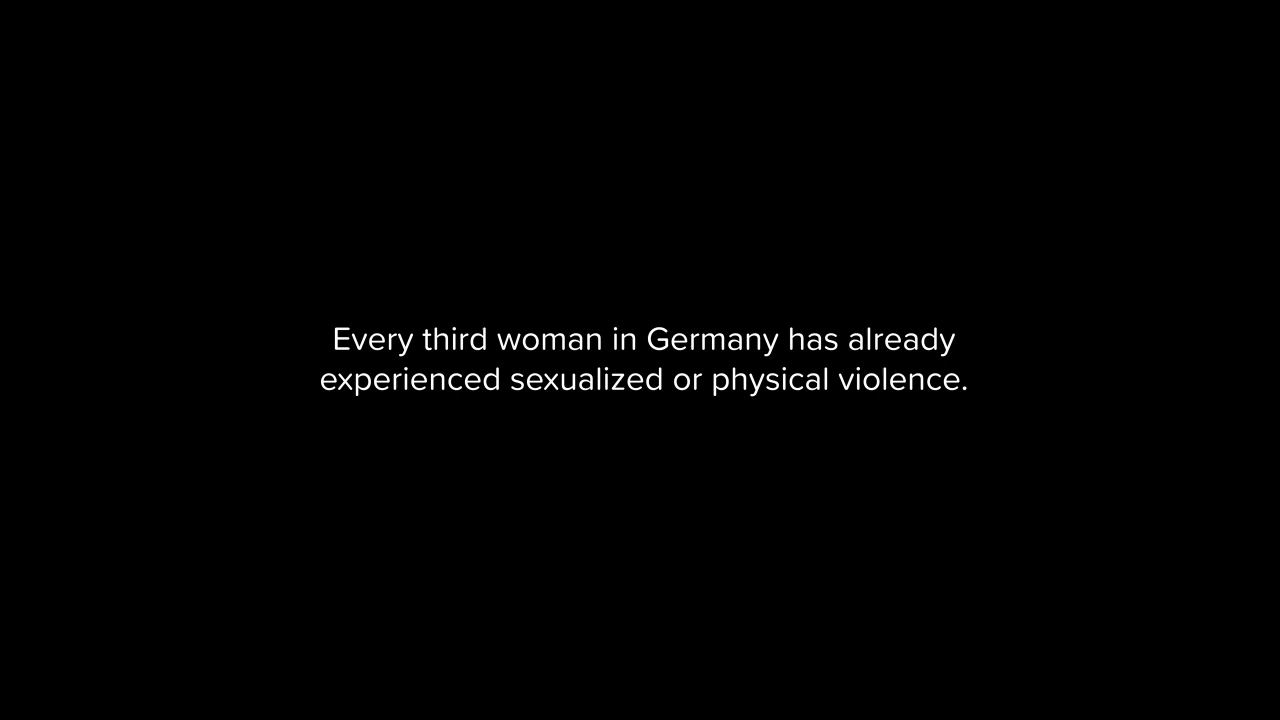 Every third woman in Germany has already
experienced sexualized or physical violence.